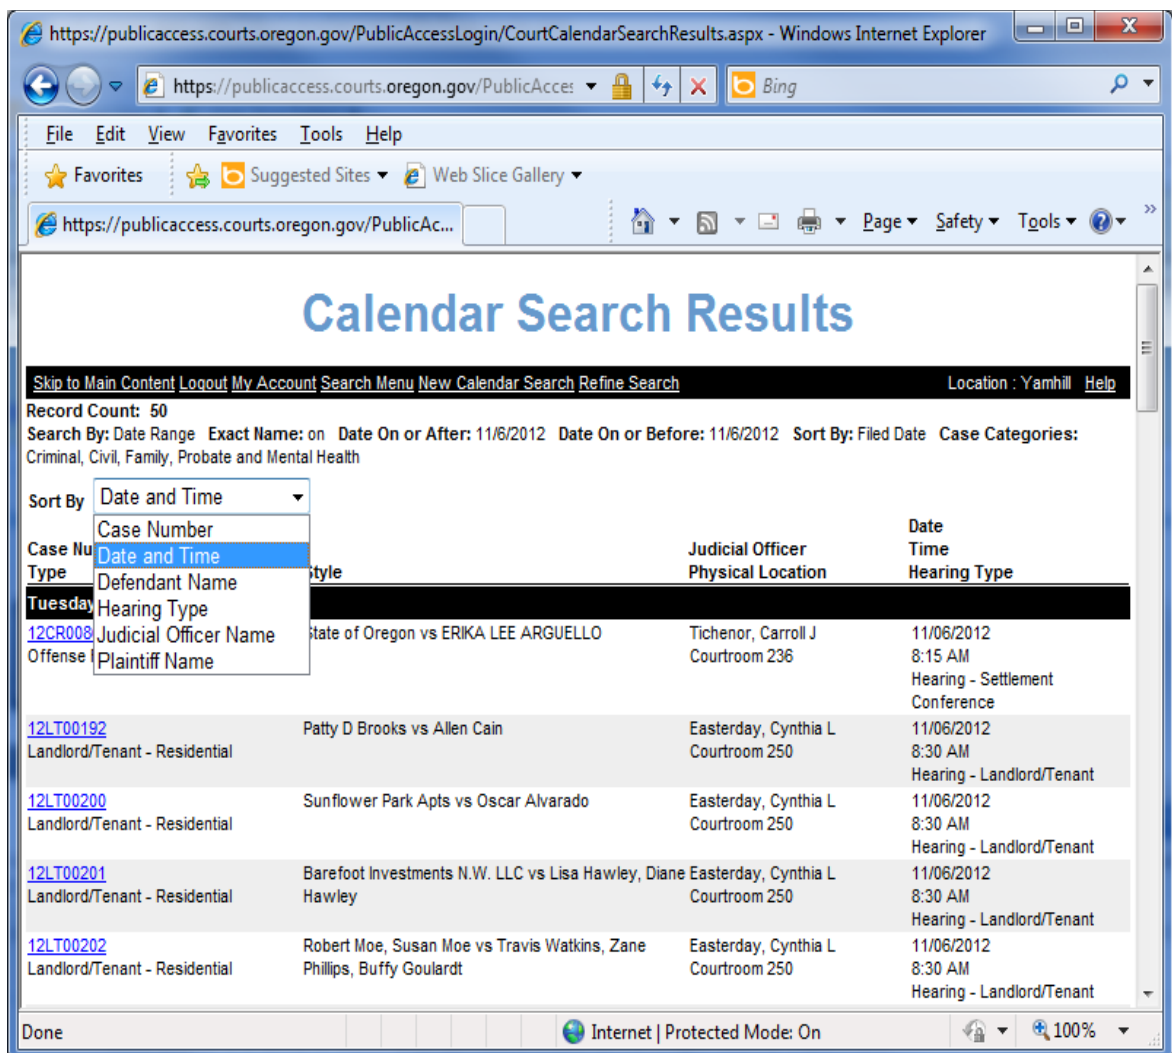 https://publicaccess.courts.oregon.gov/PublicAccessLogin/CourtCalendarSearchResults.aspx - Windows Internet Explorer
https://publicaccess.courts.oregon.gov/PublicAcces
Bing
File Edit View Favorites Tools Help
Favorites Suggested Sites Web Slice Gallery
https://publicaccess.courts.oregon.gov/PublicAc...
Page Safety Tools
Calendar Search Results
Skip to Main Content Logout My Account Search Menu New Calendar Search Refine Search Location : Yamhill Help
Record Count: 50
Search By: Date Range Exact Name: on Date On or After: 11/6/2012 Date On or Before: 11/6/2012 Sort By: Filed Date Case Categories:
Criminal, Civil, Family, Probate and Mental Health
Sort By Date and Time
Case Number
Date and Time
Defendant Name
Hearing Type
Judicial Officer Name
Plaintiff Name
Date
Case Nu Judicial Officer Time
Type Style Physical Location Hearing Type
Tuesday
12CR008 State of Oregon vs ERIKA LEE ARGUELLO Tichenor, Carroll J 11/06/2012
Offense Courtroom 236 8:15 AM
Hearing - Settlement
Conference
12LT00192 Patty D Brooks vs Allen Cain Easterday, Cynthia L 11/06/2012
Landlord/Tenant - Residential Courtroom 250 8:30 AM
Hearing - Landlord/Tenant
12LT00200 Sunflower Park Apts vs Oscar Alvarado Easterday, Cynthia L 11/06/2012
Landlord/Tenant - Residential Courtroom 250 8:30 AM
Hearing - Landlord/Tenant
12LT00201 Barefoot Investments N.W. LLC vs Lisa Hawley, Diane Easterday, Cynthia L 11/06/2012
Landlord/Tenant - Residential Hawley Courtroom 250 8:30 AM
Hearing - Landlord/Tenant
12LT00202 Robert Moe, Susan Moe vs Travis Watkins, Zane Easterday, Cynthia L 11/06/2012
Landlord/Tenant - Residential Phillips, Buffy Goulardt Courtroom 250 8:30 AM
Hearing - Landlord/Tenant
Done Internet | Protected Mode: On 100%